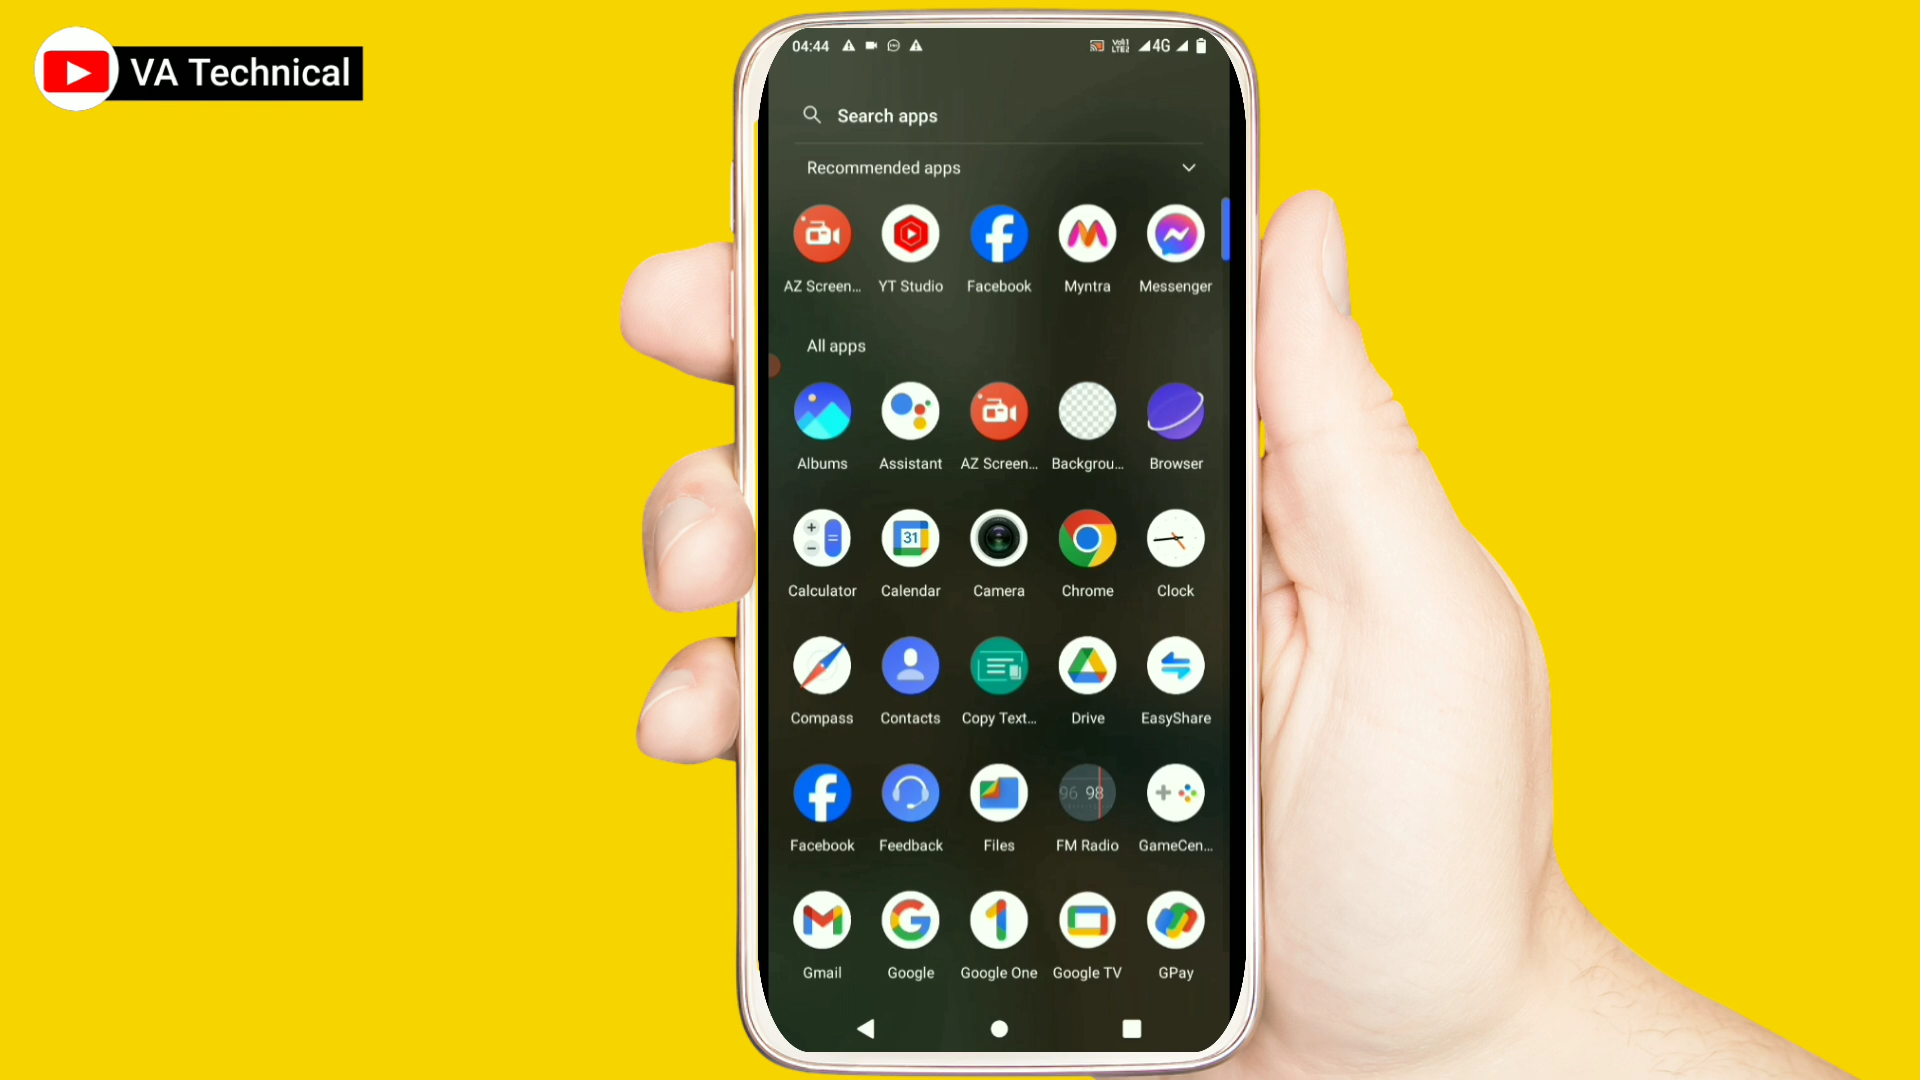 VA Technical
04:44
4G
Search apps
Recommended apps
AZ Screen... YT Studio Facebook Myntra Messenger
All apps
Albums Assistant AZ Screen... Backgrou... Browser
31
Calculator Calendar Camera Chrome Clock
Compass Contacts Copy Text... Drive EasyShare
96 98
Facebook Feedback Files FM Radio GameCen...
Gmail Google Google One Google TV GPay